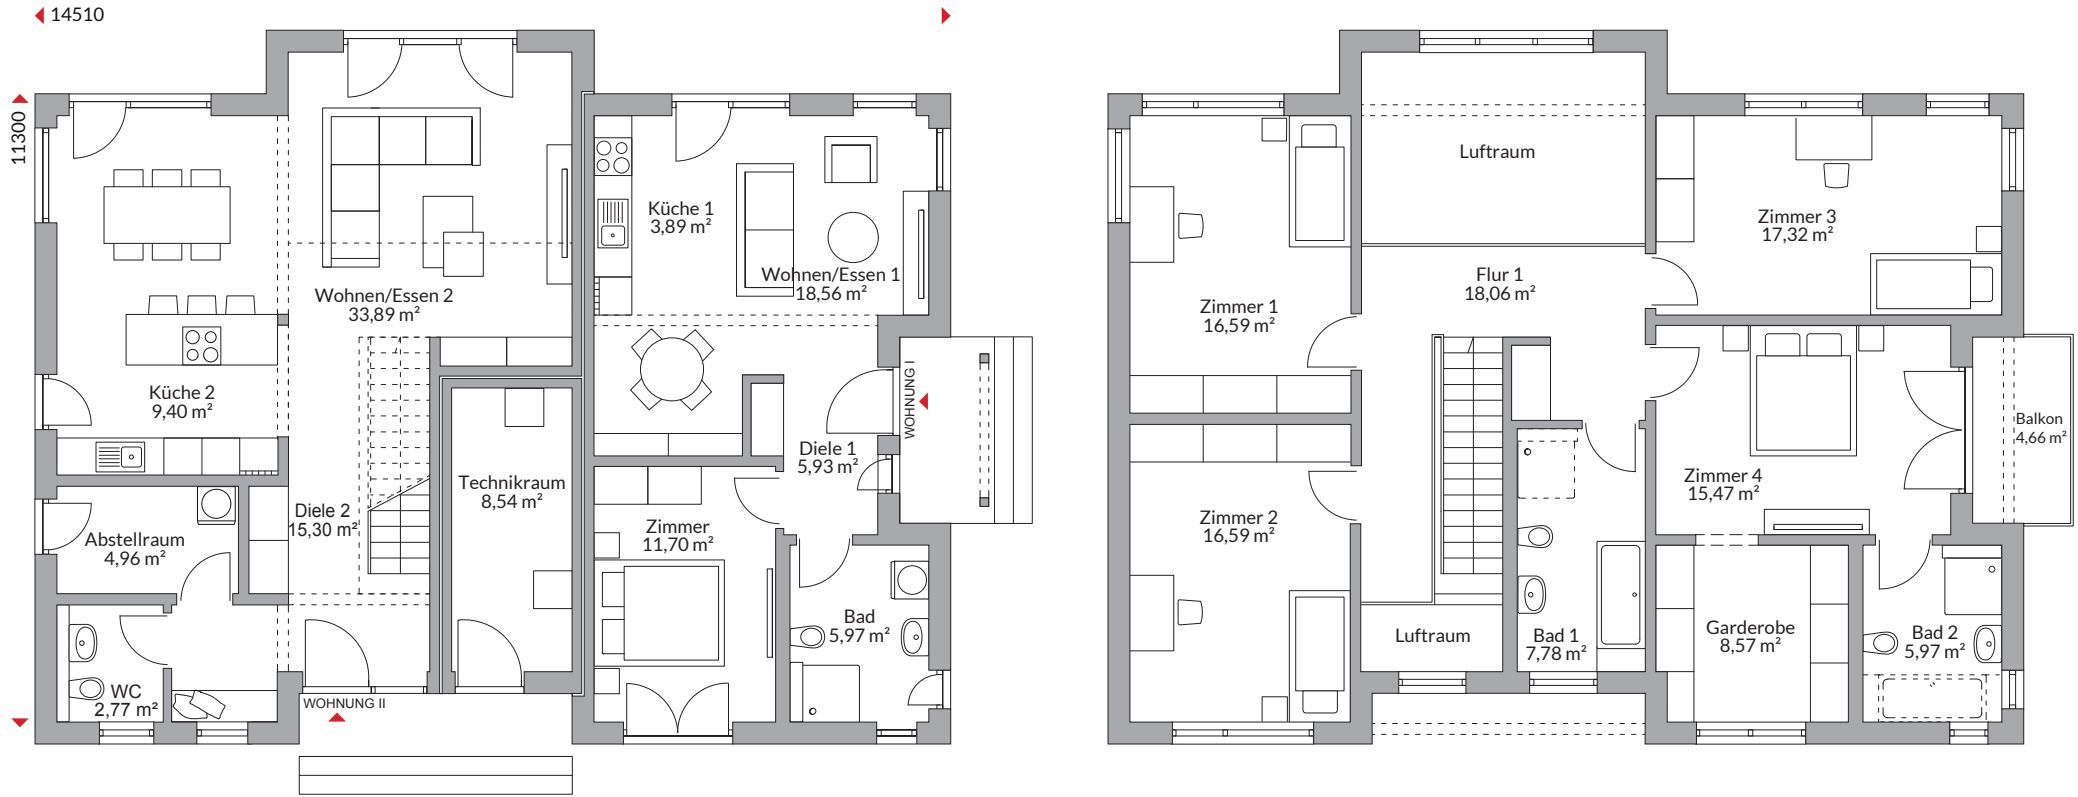 14510
11300
Küche 1
3,89 m²
Wohnen/Essen 1
18,56 m²
Wohnen/Essen 2
33,89 m²
Küche 2
9,40 m²
WOHNUNG I
Diele 1
5,93 m²
Technikraum
8,54 m²
Diele 2
15,30 m²
Abstellraum
4,96 m²
Zimmer
11,70 m²
Bad
5,97 m²
WC
2,77 m²
WOHNUNG II
Luftraum
Zimmer 3
17,32 m²
Flur 1
18,06 m²
Zimmer 1
16,59 m²
Balkon
4,66 m²
Zimmer 4
15,47 m²
Zimmer 2
16,59 m²
Luftraum
Bad 1
7,78 m²
Garderobe
8,57 m²
Bad 2
5,97 m²